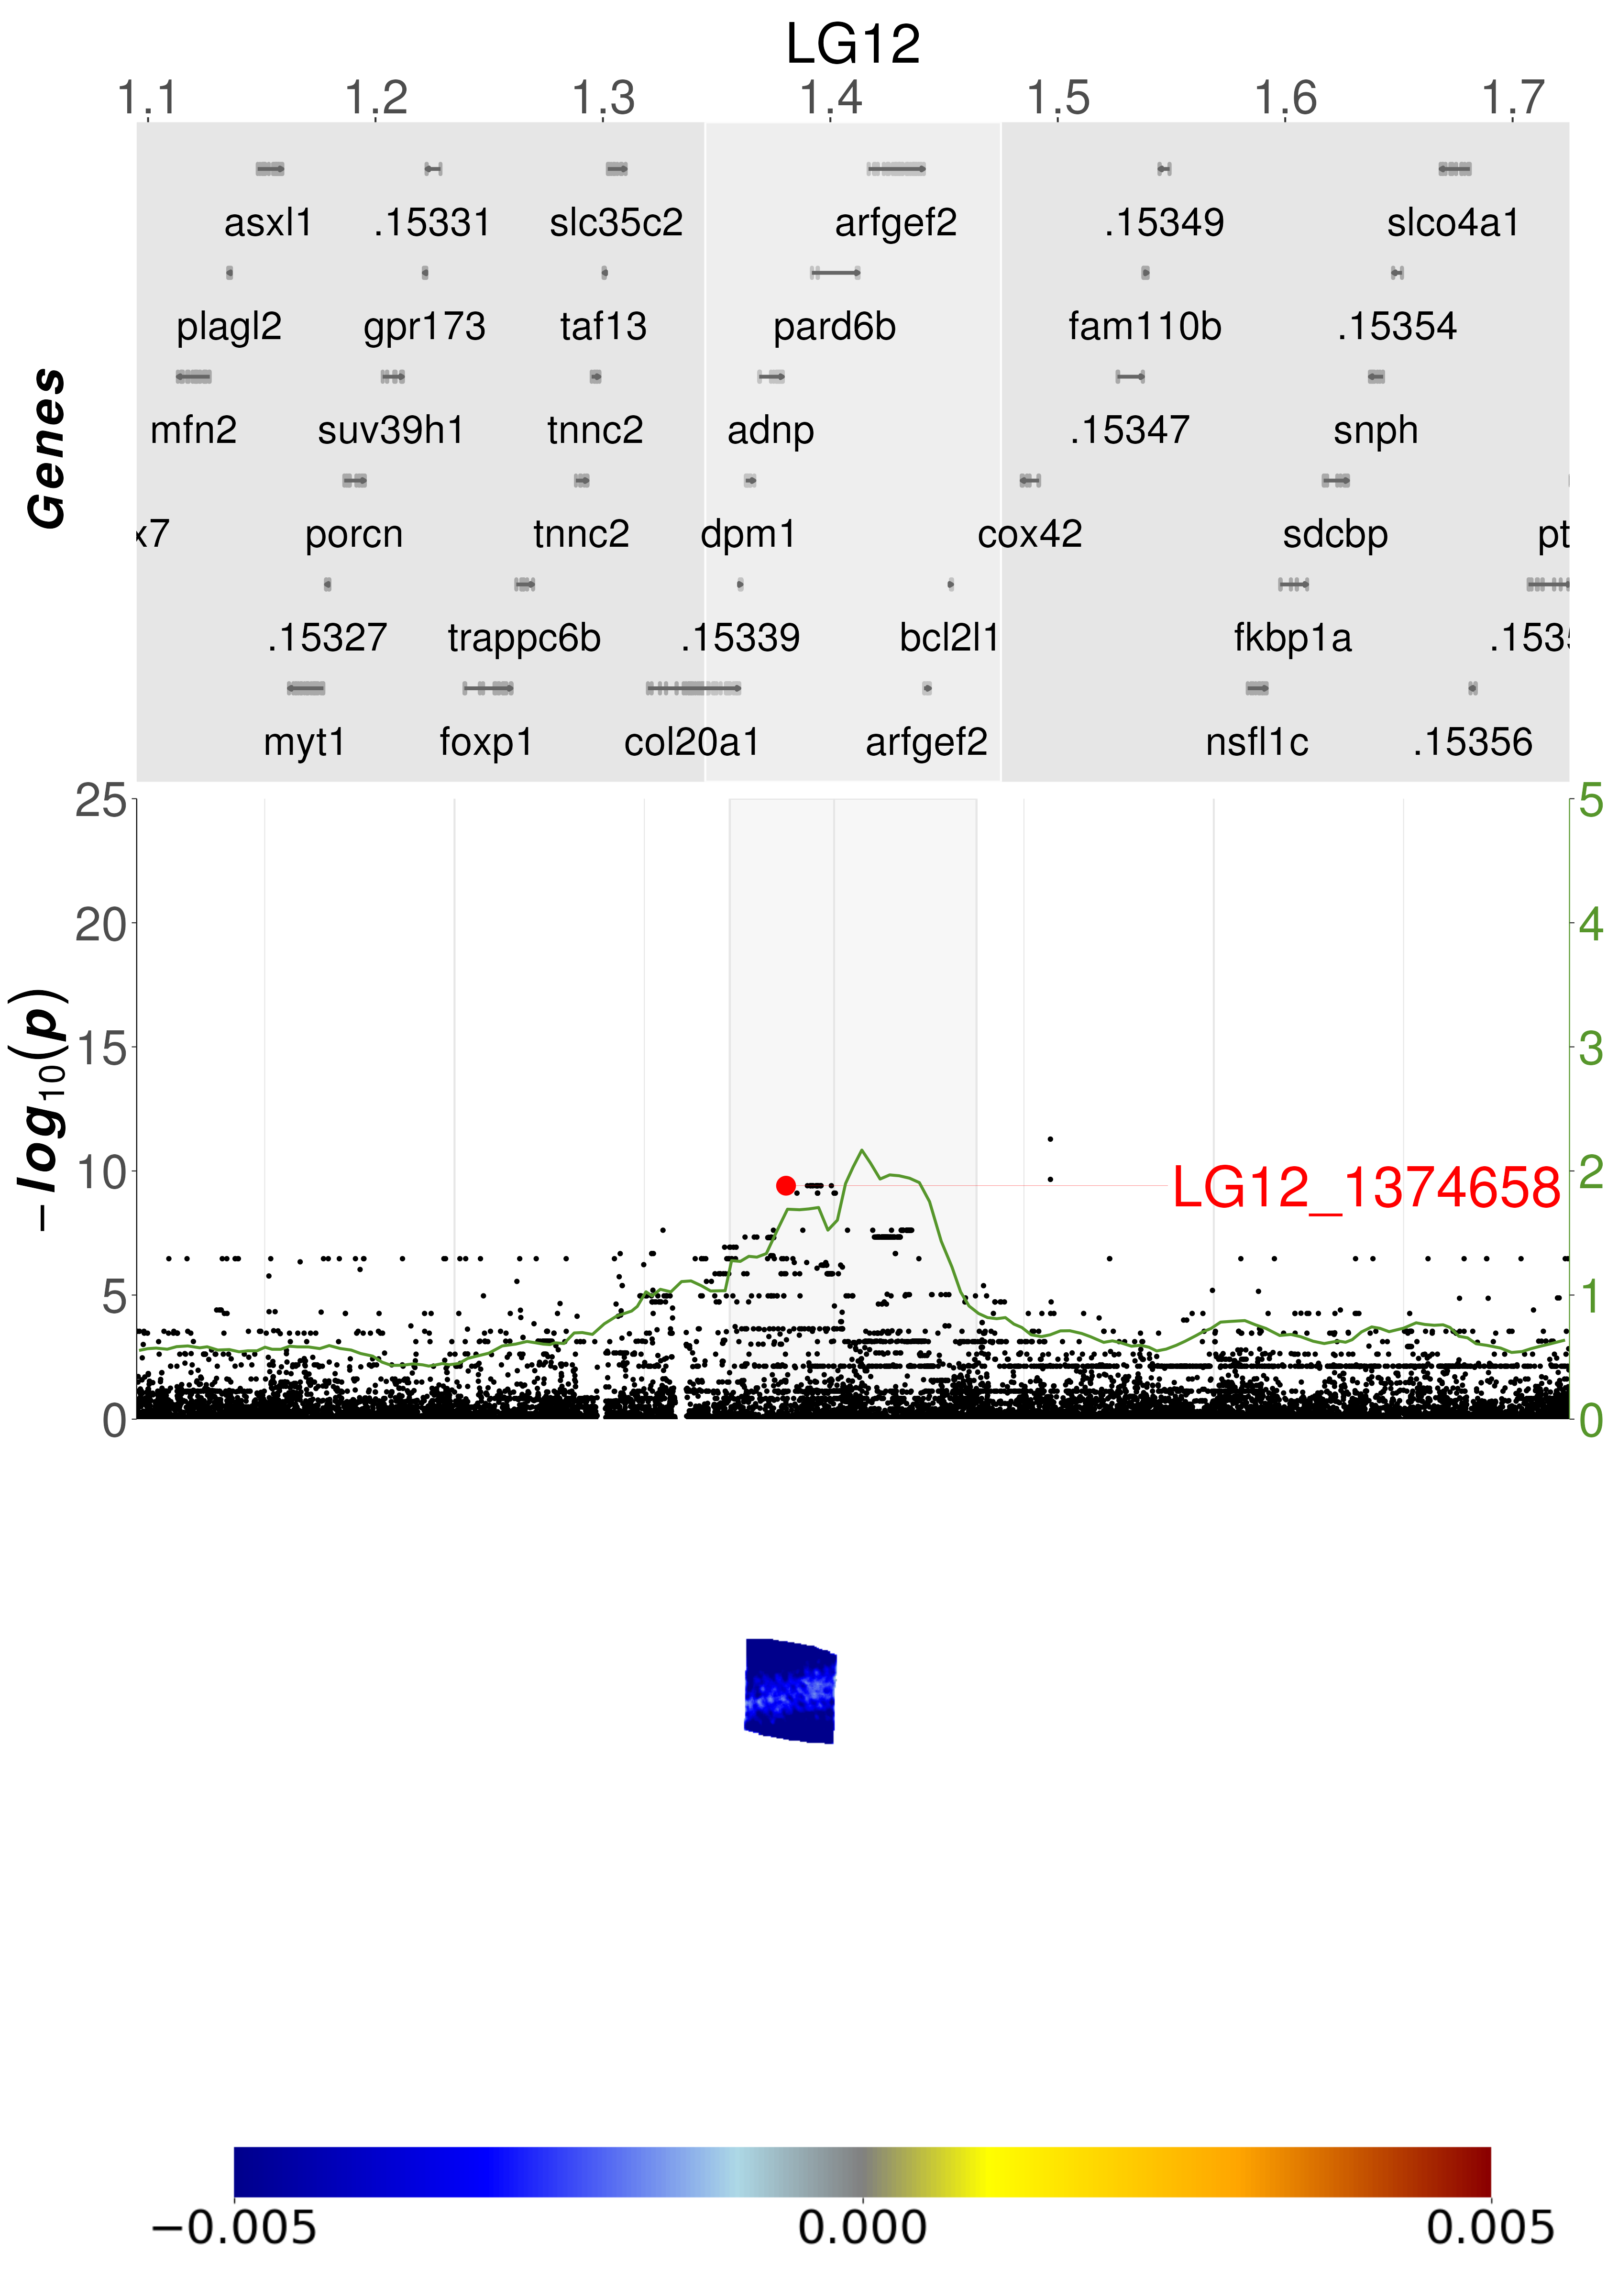 LG12
1.1 1.2 1.3 1.4 1.5 1.6 1.7
asxl1 .15331 slc35c2 arfgef2 .15349 slco4a1
plagl2 gpr173 taf13 pard6b fam110b .15354
mfn2 suv39h1 tnnc2 adnp .15347 snph
x7 porcn tnnc2 dpm1 cox42 sdcbp pt
.15327 trappc6b .15339 bcl2l1 fkbp1a .1535
myt1 foxp1 col20a1 arfgef2 nsfl1c .15356
Genes
25 5
20 4
15 3
10 2
5 1
0 0
−log10(p)
LG12_1374658
−0.005 0.000 0.005